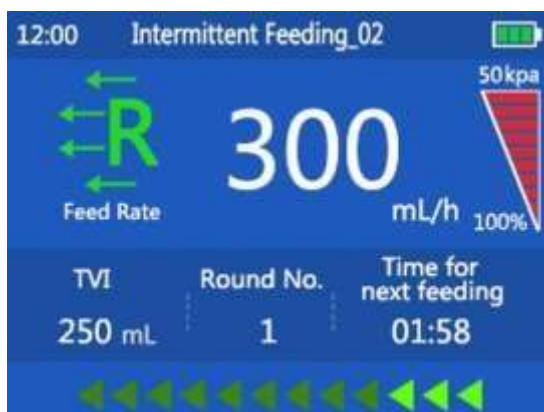 12:00 Intermittent Feeding_02
50kpa
R
300
Feed Rate
mL/h
100%
TVI Round No. Time for
next feeding
250 mL 1 01:58